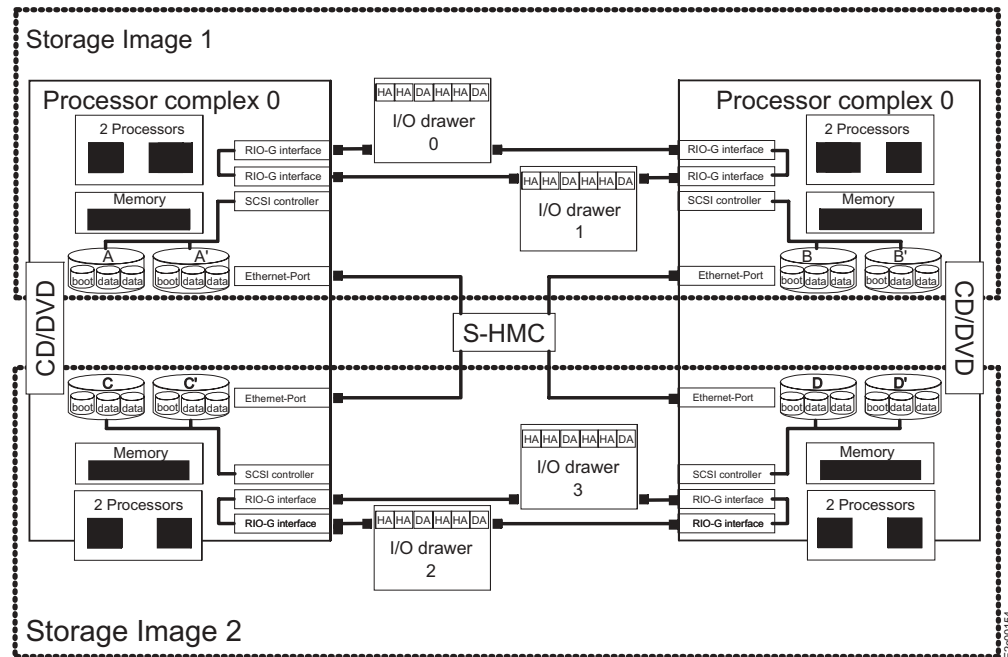 Storage Image 1
Processor complex 0
2 Processors
RIO-G interface
RIO-G interface
Memory
SCSI controller
A
A'
boot data data
boot data data
Ethernet-Port
CD/DVD
HA HA DA HA HA DA
I/O drawer
0
HA HA DA HA HA DA
I/O drawer
1
S-HMC
Processor complex 0
RIO-G interface
2 Processors
RIO-G interface
SCSI controller
Memory
B
B'
boot data data
boot data data
Ethernet-Port
CD/DVD
C
C'
boot data data
boot data data
Ethernet-Port
Memory
SCSI controller
2 Processors
RIO-G interface
RIO-G interface
HA HA DA HA HA DA
I/O drawer
3
HA HA DA HA HA DA
I/O drawer
2
D
D'
boot data data
boot data data
Ethernet-Port
Memory
SCSI controller
RIO-G interface
2 Processors
RIO-G interface
Storage Image 2